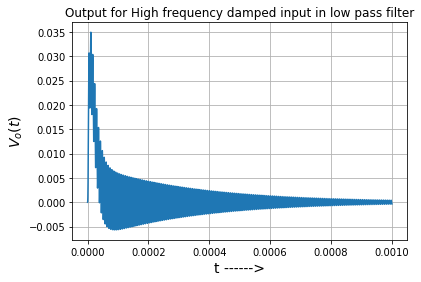 Output for High frequency damped input in low pass filter
0.035
0.030
0.025
0.020
0.015
0.010
0.005
0.000
−0.005
V_o(t)
0.0000 0.0002 0.0004 0.0006 0.0008 0.0010
t ------>